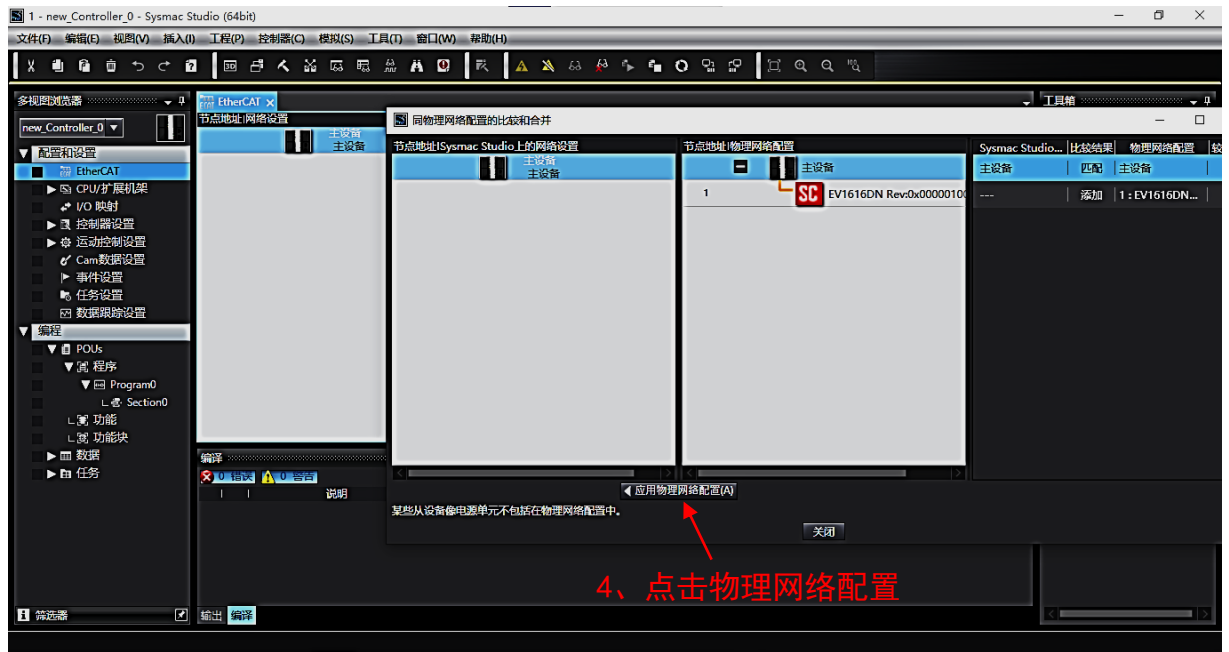 1 - new_Controller_0 - Sysmac Studio (64bit)
文件(F) 编辑(E) 视图(V) 插入(I) 工程(P) 控制器(C) 模拟(S) 工具(T) 窗口(W) 帮助(H)
多视图浏览器
new_Controller_0
配置和设置
EtherCAT
CPU/扩展机架
I/O 映射
控制器设置
运动控制设置
Cam数据设置
事件设置
任务设置
数据跟踪设置
编程
POUs
程序
Program0
Section0
功能
功能块
数据
任务
筛选器
EtherCAT
节点地址|网络设置
主设备
主设备
编译
0 错误 0 警告
说明
输出 编译
工具箱
同物理网络配置的比较和合并
节点地址|Sysmac Studio上的网络设置
主设备
主设备
节点地址|物理网络配置
主设备
1 SC EV1616DN Rev:0x0000010
Sysmac Studio... 比较结果 物理网络配置 较
主设备 匹配 主设备
--- 添加 1 : EV1616DN...
应用物理网络配置(A)
某些从设备像电源单元不包括在物理网络配置中。
关闭
4、点击物理网络配置